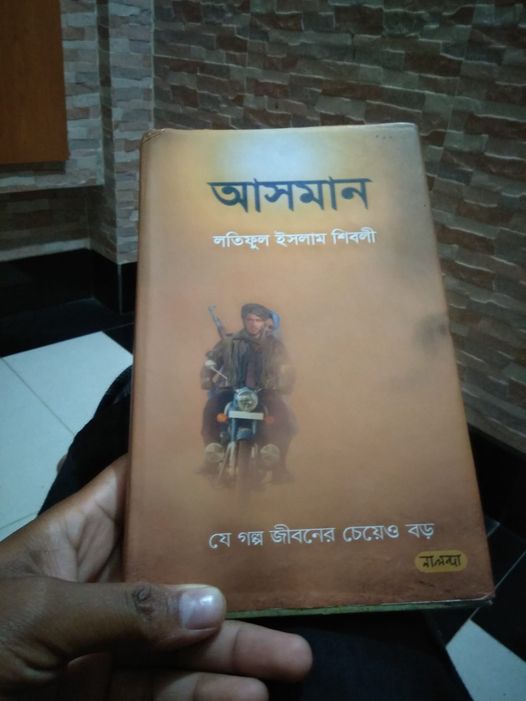 আসমান
লতিফুল ইসলাম শিবলী
যে গল্প জীবনের চেয়েও বড়
নালন্দা